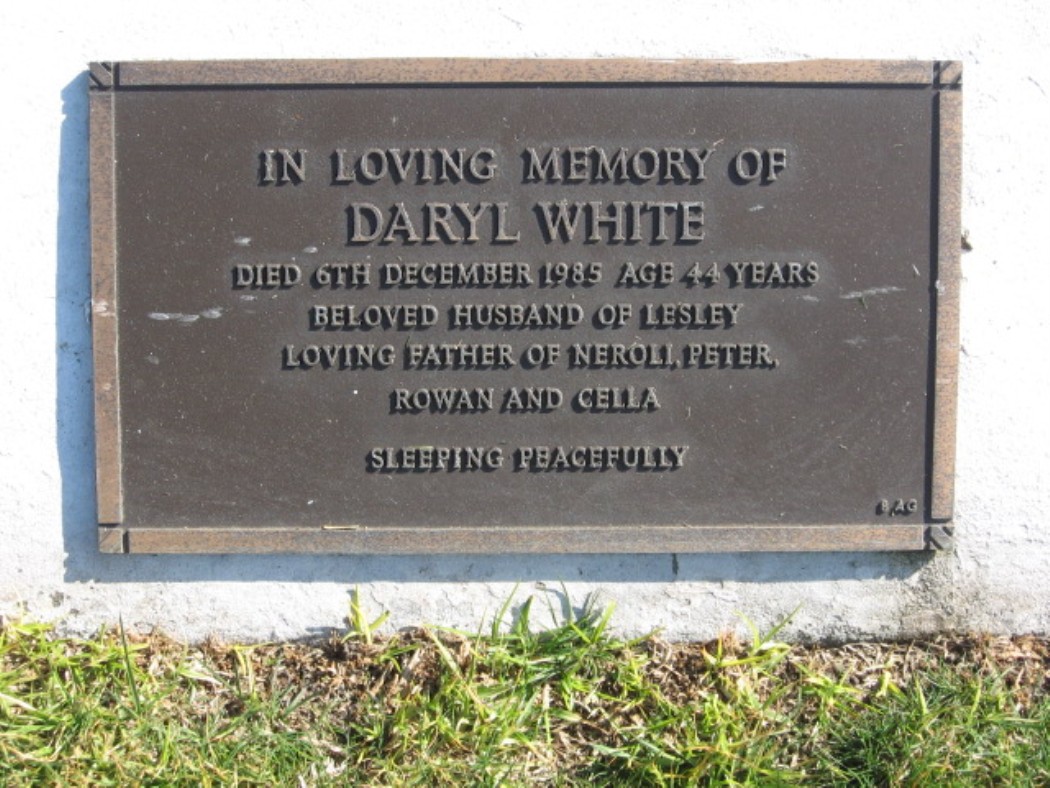 IN LOVING MEMORY OF
DARYL WHITE
DIED 6TH DECEMBER 1985 AGE 44 YEARS
BELOVED HUSBAND OF LESLEY
LOVING FATHER OF NEROLI, PETER,
ROWAN AND CELLA
SLEEPING PEACEFULLY